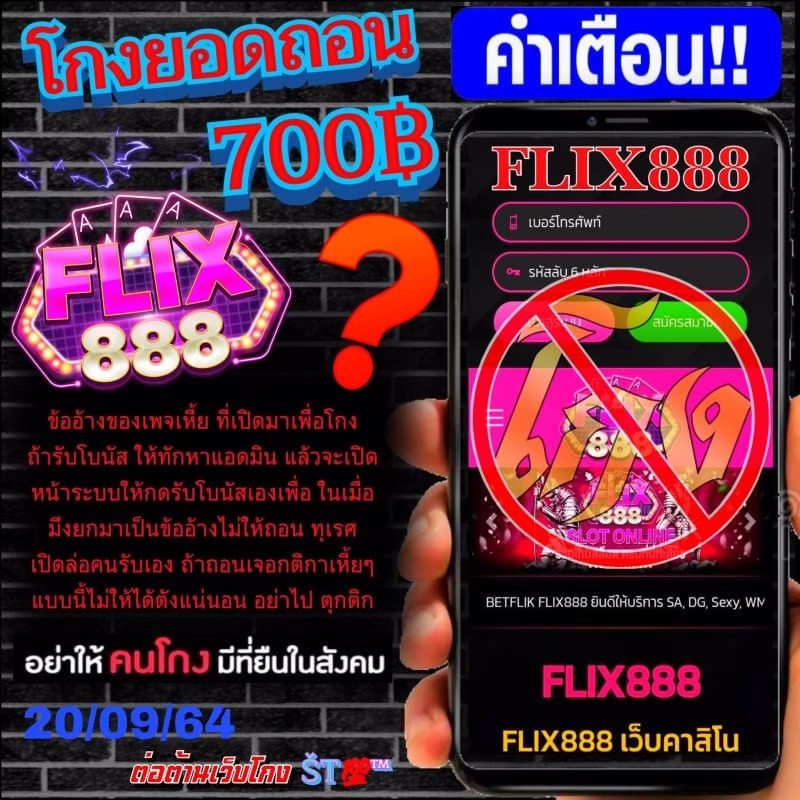 โกงยอดถอน
700฿
คำเตือน!!
FLIX
888
A A A
FLIX888
เบอร์โทรศัพท์
รหัสลับ 6 หลัก
สมัครสมาชิ
โกง
888
FLIX
888
SLOT ONLINE
BETFLIK FLIX888 ยินดีให้บริการ SA, DG, Sexy, WM
FLIX888
FLIX888 เว็บคาสิโน
ข้ออ้างของเพจเหี้ย ที่เปิดมาเพื่อโกง
ถ้ารับโบนัส ให้ทักหาแอดมิน แล้วจะเปิด
หน้าระบบให้กดรับโบนัสเองเพื่อ ในเมื่อ
มึงยกมาเป็นข้ออ้างไม่ให้ถอน ทุเรศ
เปิดล่อคนรับเอง ถ้าถอนเจอกติกาเหี้ยๆ
แบบนี้ไม่ให้ได้ตังแน่นอน อย่าไป ตุกติก
อย่าให้ คนโกง มีที่ยืนในสังคม
20/09/64
ต่อต้านเว็บโกง